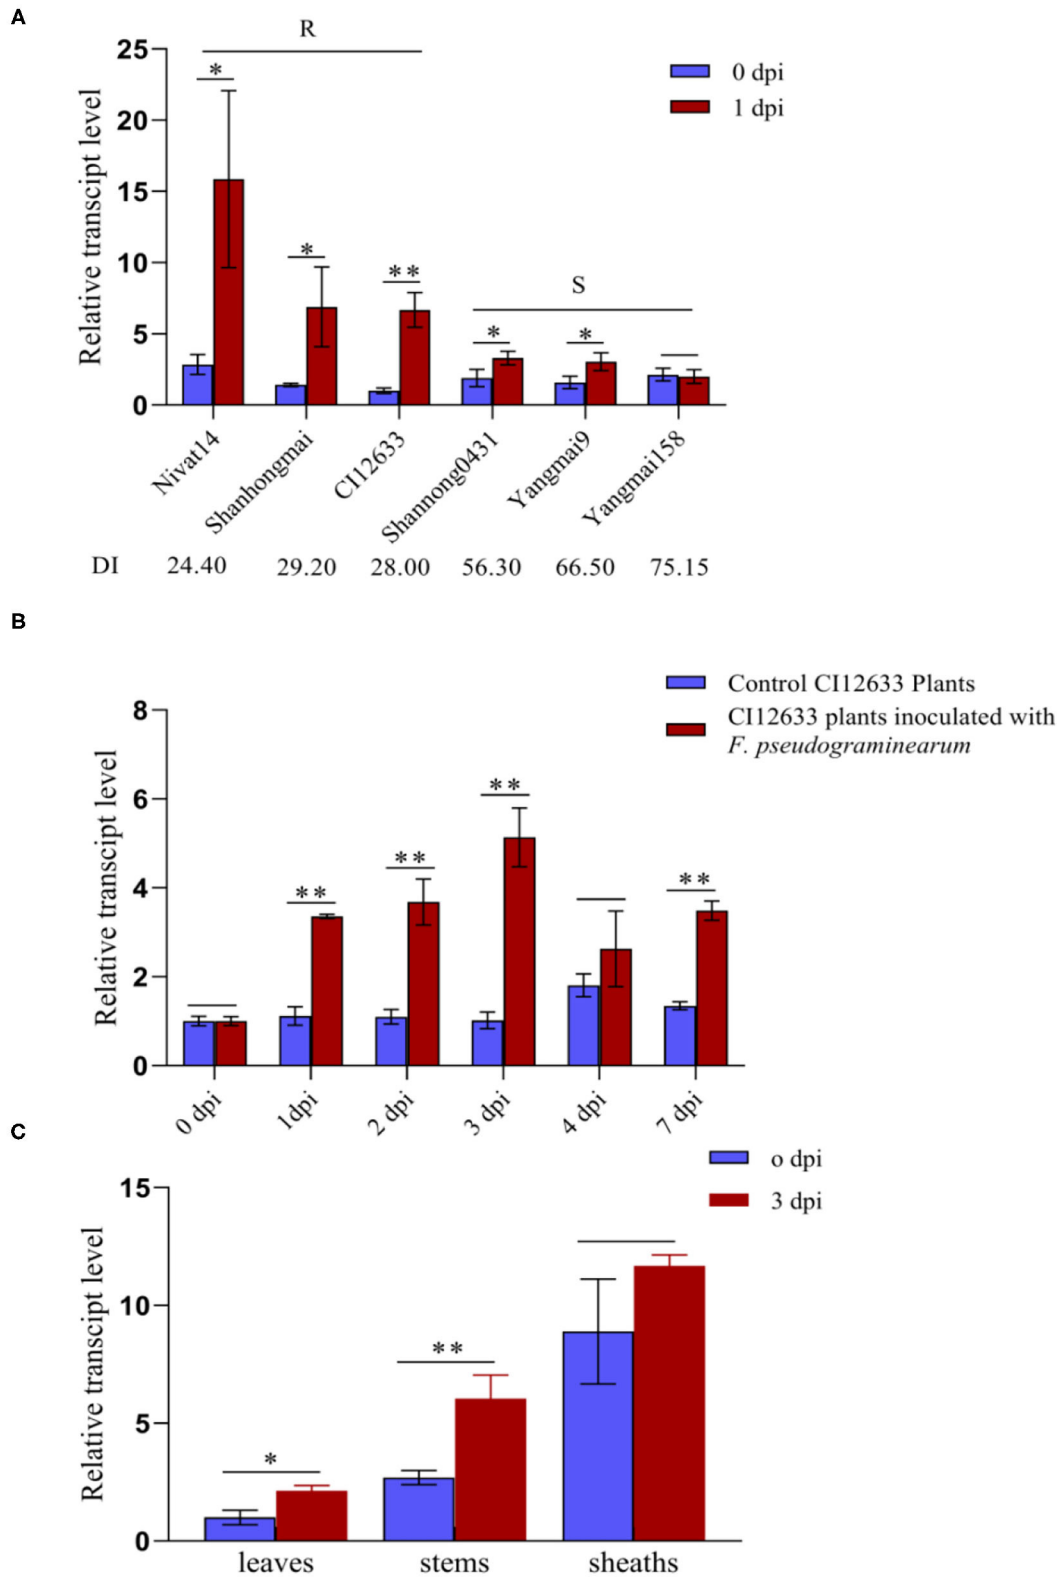 A
R
25
20
15
10
5
0
Relative transcipt level
*
*
**
S
*
*
0 dpi
1 dpi
Nivat14
Shanhongmai
CI12633
Shannong0431
Yangmai9
Yangmai158
DI 24.40 29.20 28.00 56.30 66.50 75.15
B
Control CI12633 Plants
CI12633 plants inoculated with
F. pseudograminearum
8
6
4
2
0
Relative transcipt level
**
**
**
**
0 dpi
1dpi
2 dpi
3 dpi
4 dpi
7 dpi
C
o dpi
3 dpi
15
10
5
0
Relative transcipt level
*
**
leaves stems sheaths